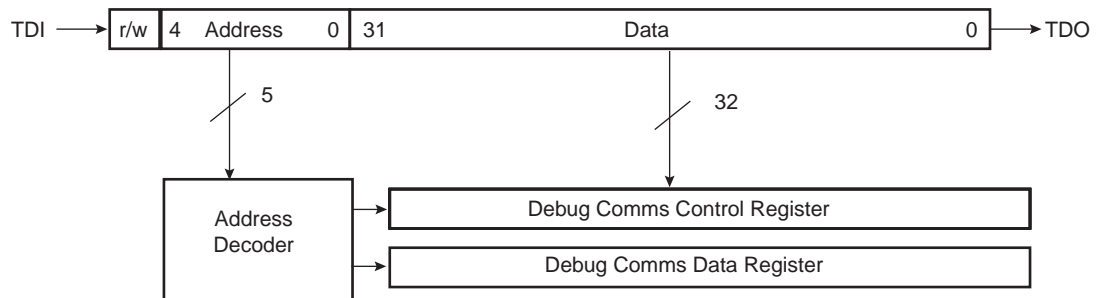 TDI r/w 4 Address 0 31 Data 0 TDO
5 32
Address
Decoder
Debug Comms Control Register
Debug Comms Data Register